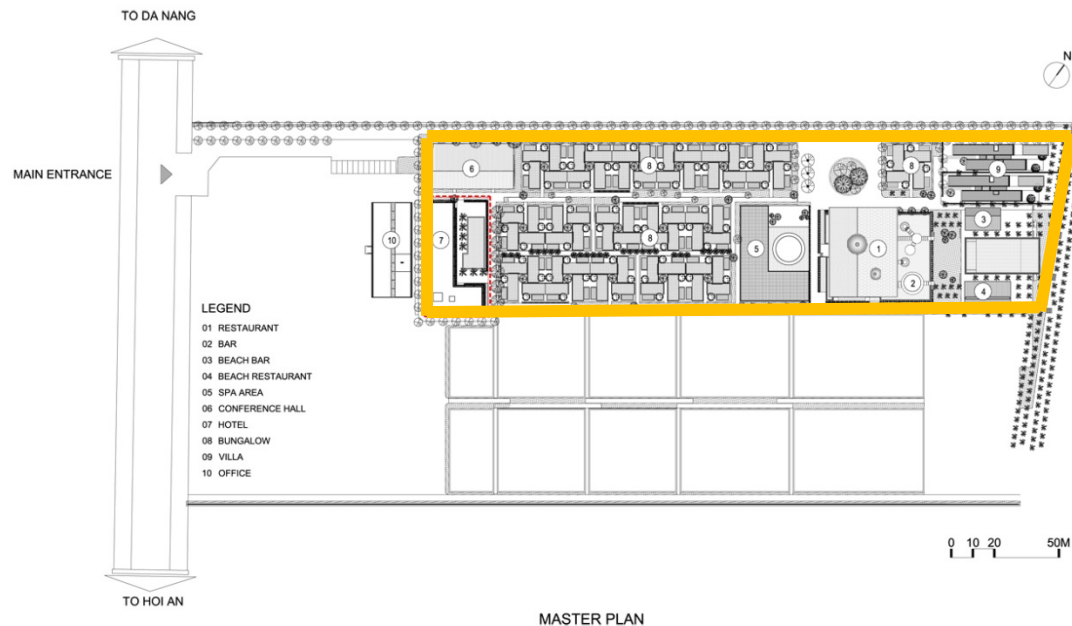 TO DA NANG
N
MAIN ENTRANCE
6
8
8
9
10
7
8
5
1
2
3
4
LEGEND
01 RESTAURANT
02 BAR
03 BEACH BAR
04 BEACH RESTAURANT
05 SPA AREA
06 CONFERENCE HALL
07 HOTEL
08 BUNGALOW
09 VILLA
10 OFFICE
0 10 20 50M
TO HOI AN
MASTER PLAN